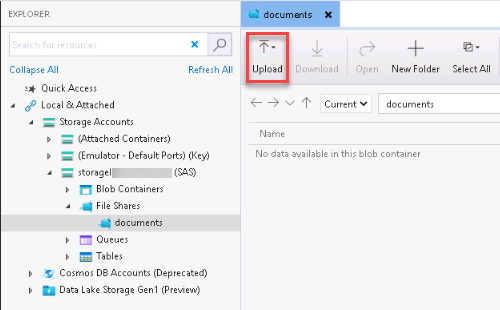 EXPLORER
Search for resources
Collapse All
Refresh All
Quick Access
Local & Attached
Storage Accounts
(Attached Containers)
(Emulator - Default Ports) (Key)
storagel (SAS)
Blob Containers
File Shares
documents
Queues
Tables
Cosmos DB Accounts (Deprecated)
Data Lake Storage Gen1 (Preview)
documents
Upload
Download
Open
New Folder
Select All
Current
documents
Name
No data available in this blob container